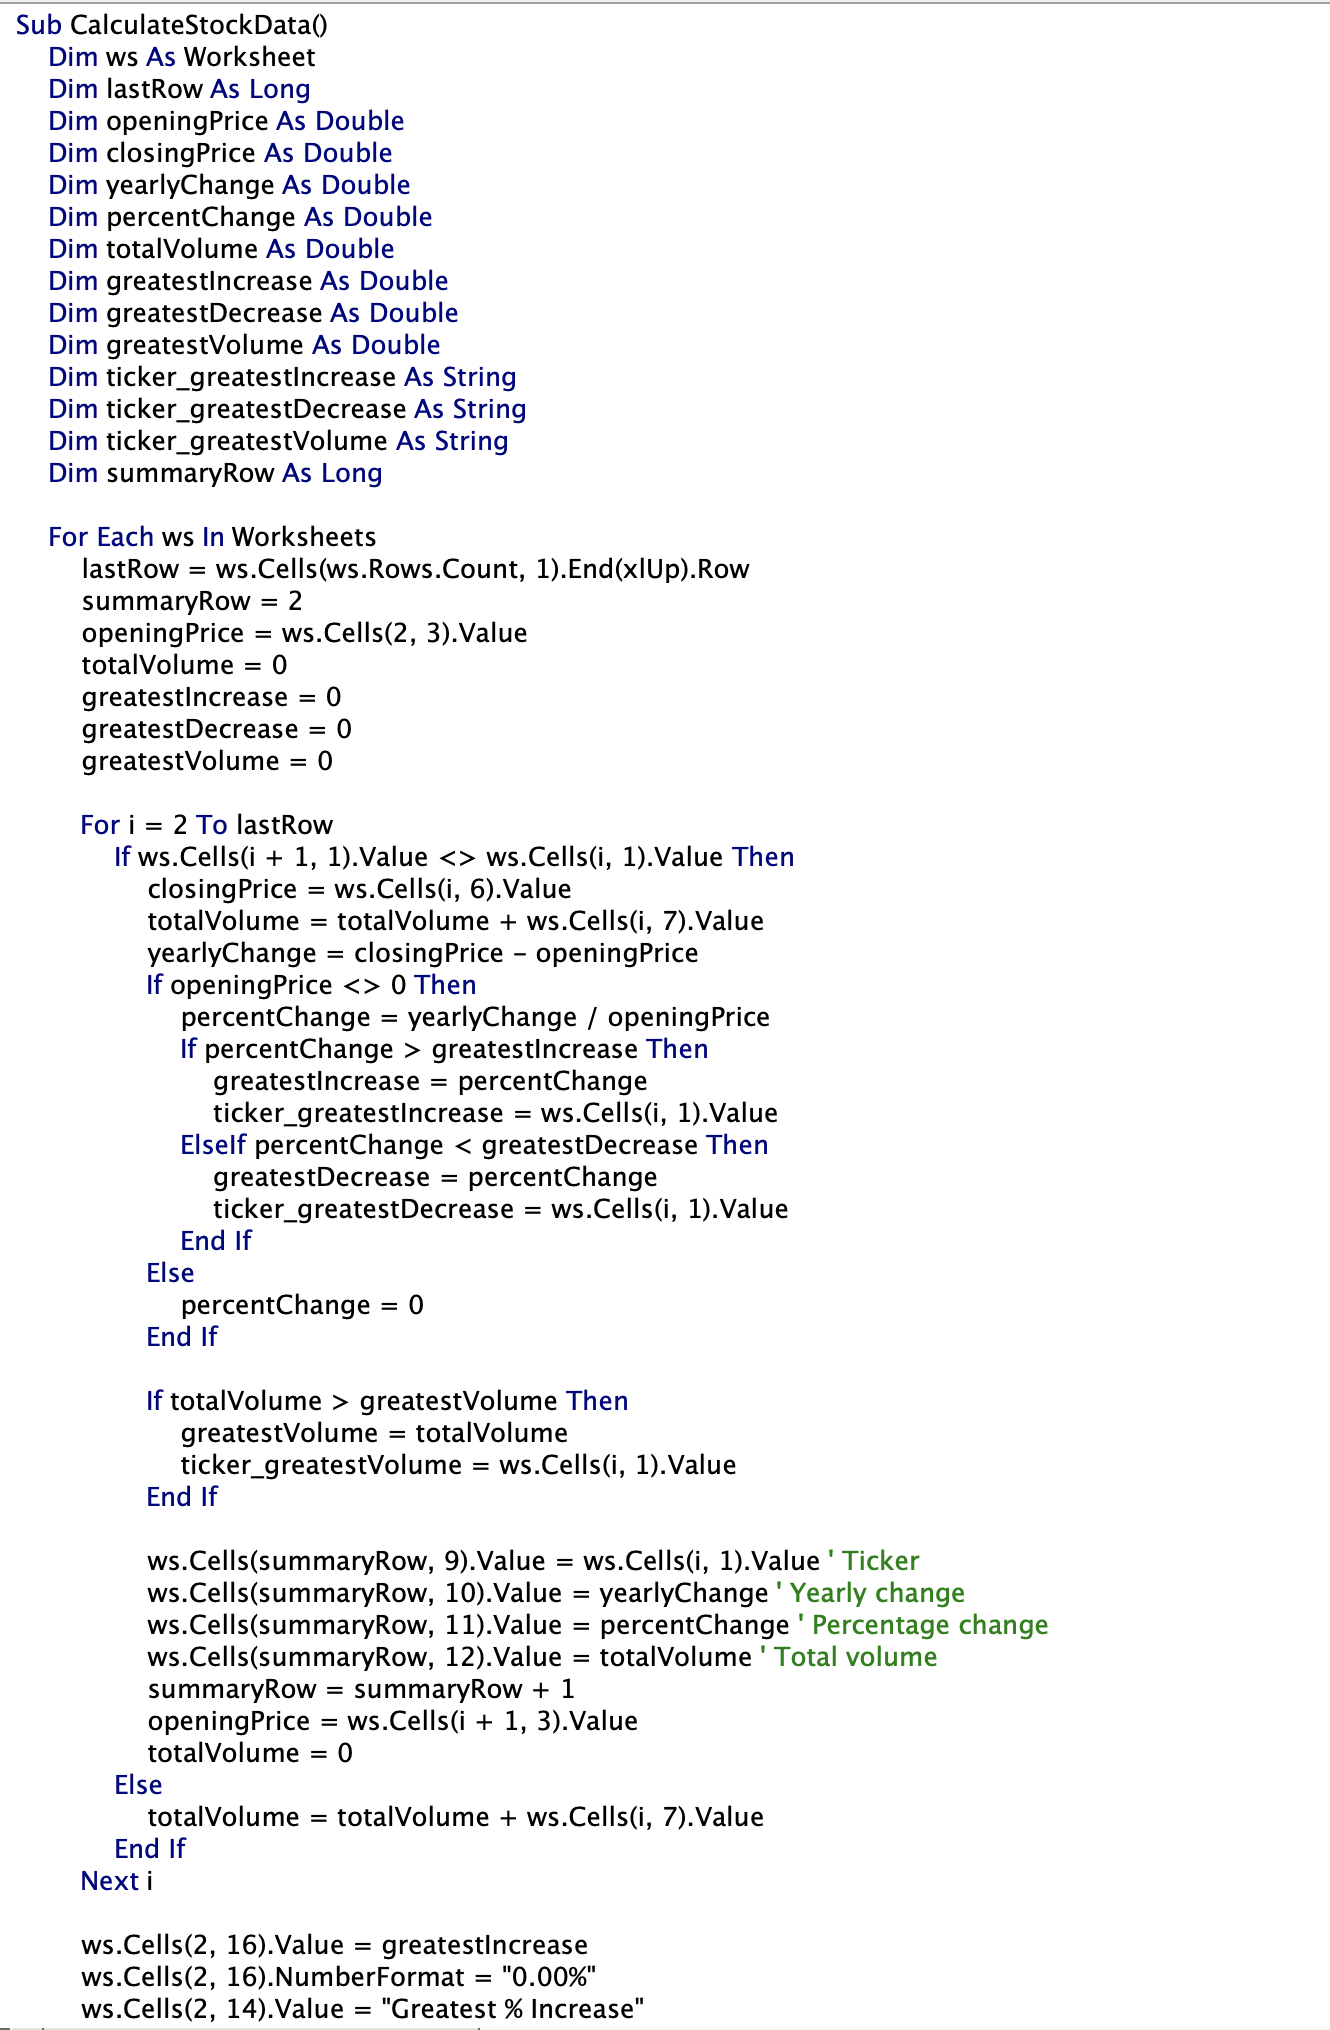 Sub CalculateStockData()
Dim ws As Worksheet
Dim lastRow As Long
Dim openingPrice As Double
Dim closingPrice As Double
Dim yearlyChange As Double
Dim percentChange As Double
Dim totalVolume As Double
Dim greatestIncrease As Double
Dim greatestDecrease As Double
Dim greatestVolume As Double
Dim ticker_greatestIncrease As String
Dim ticker_greatestDecrease As String
Dim ticker_greatestVolume As String
Dim summaryRow As Long
For Each ws In Worksheets
lastRow = ws.Cells(ws.Rows.Count, 1).End(xlUp).Row
summaryRow = 2
openingPrice = ws.Cells(2, 3).Value
totalVolume = 0
greatestIncrease = 0
greatestDecrease = 0
greatestVolume = 0
For i = 2 To lastRow
If ws.Cells(i + 1, 1).Value <> ws.Cells(i, 1).Value Then
closingPrice = ws.Cells(i, 6).Value
totalVolume = totalVolume + ws.Cells(i, 7).Value
yearlyChange = closingPrice - openingPrice
If openingPrice <> 0 Then
percentChange = yearlyChange / openingPrice
If percentChange > greatestIncrease Then
greatestIncrease = percentChange
ticker_greatestIncrease = ws.Cells(i, 1).Value
ElseIf percentChange < greatestDecrease Then
greatestDecrease = percentChange
ticker_greatestDecrease = ws.Cells(i, 1).Value
End If
Else
percentChange = 0
End If
If totalVolume > greatestVolume Then
greatestVolume = totalVolume
ticker_greatestVolume = ws.Cells(i, 1).Value
End If
ws.Cells(summaryRow, 9).Value = ws.Cells(i, 1).Value ' Ticker
ws.Cells(summaryRow, 10).Value = yearlyChange ' Yearly change
ws.Cells(summaryRow, 11).Value = percentChange ' Percentage change
ws.Cells(summaryRow, 12).Value = totalVolume ' Total volume
summaryRow = summaryRow + 1
openingPrice = ws.Cells(i + 1, 3).Value
totalVolume = 0
Else
totalVolume = totalVolume + ws.Cells(i, 7).Value
End If
Next i
ws.Cells(2, 16).Value = greatestIncrease
ws.Cells(2, 16).NumberFormat = "0.00%"
ws.Cells(2, 14).Value = "Greatest % Increase"